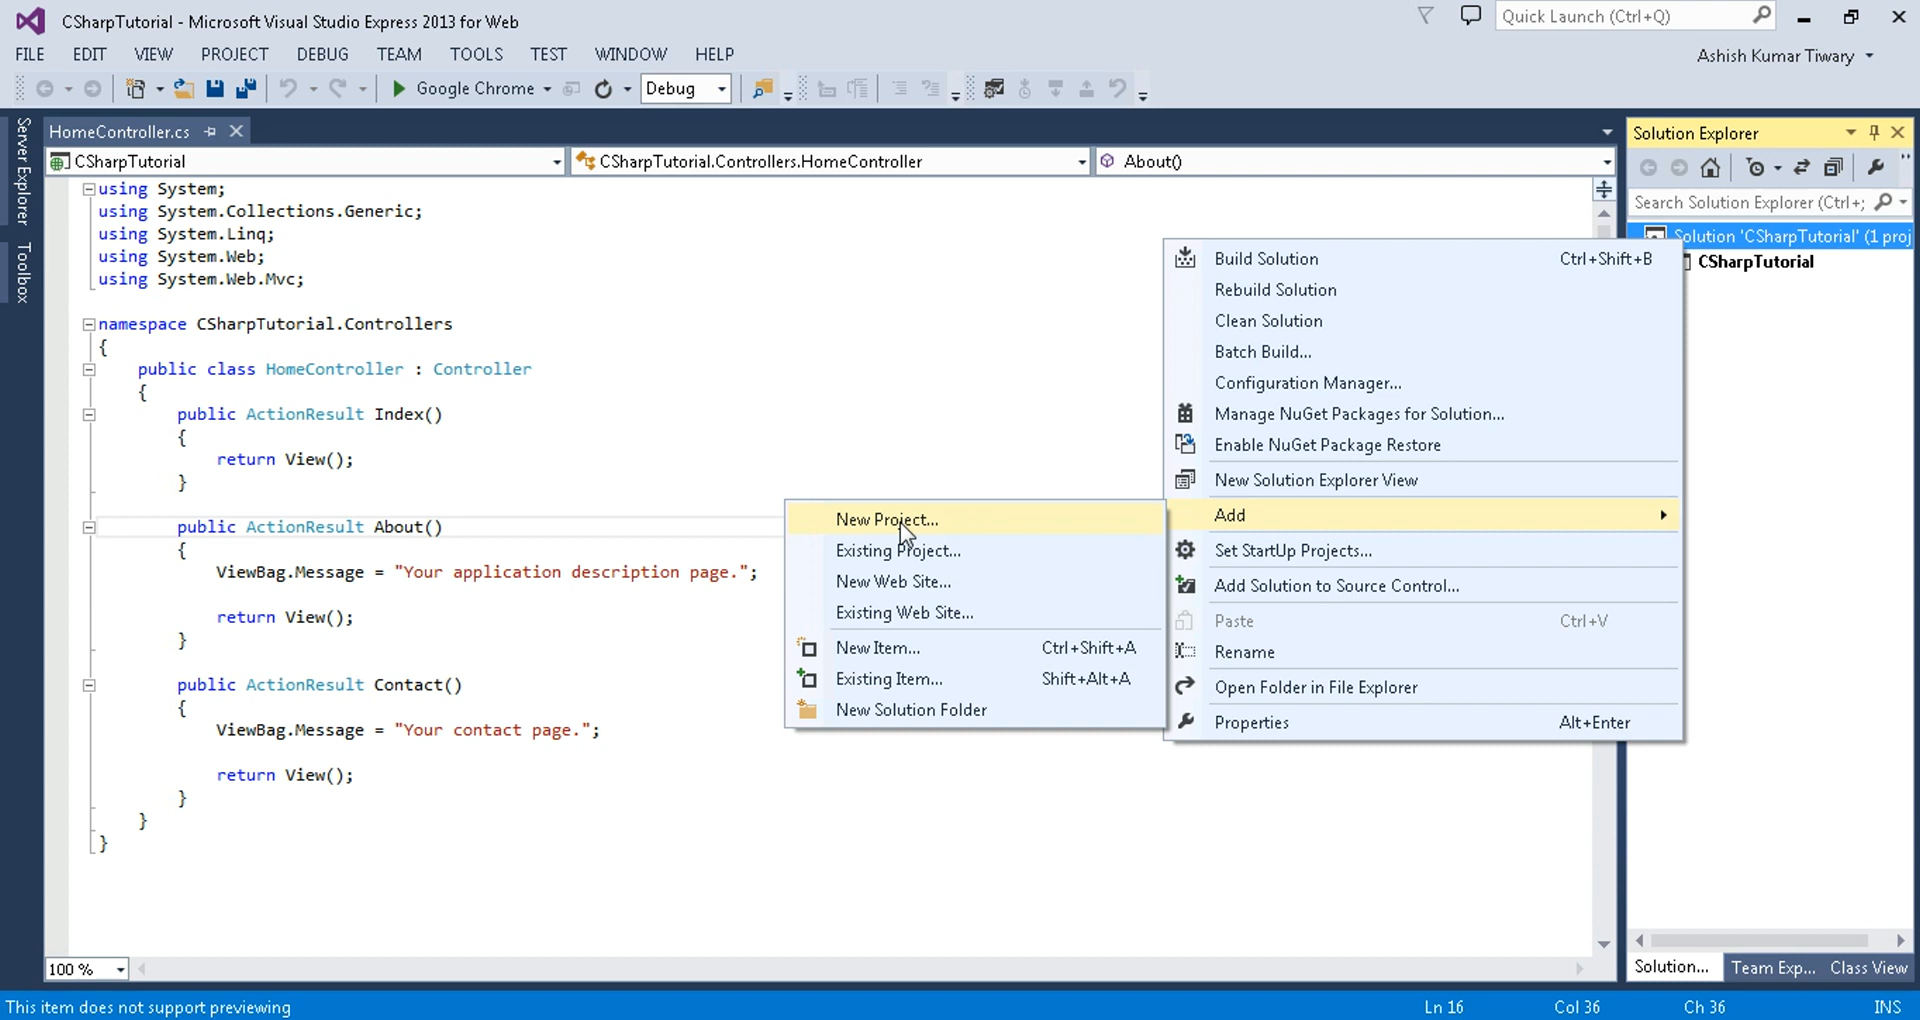 CSharpTutorial - Microsoft Visual Studio Express 2013 for Web
Quick Launch (Ctrl+Q)
FILE EDIT VIEW PROJECT DEBUG TEAM TOOLS TEST WINDOW HELP
Ashish Kumar Tiwary
Google Chrome
Debug
Server Explorer
Toolbox
HomeController.cs
CSharpTutorial
CSharpTutorial.Controllers.HomeController
About()
using System;
using System.Collections.Generic;
using System.Linq;
using System.Web;
using System.Web.Mvc;
namespace CSharpTutorial.Controllers
{
public class HomeController : Controller
{
public ActionResult Index()
{
return View();
}
public ActionResult About()
{
ViewBag.Message = "Your application description page.";
return View();
}
public ActionResult Contact()
{
ViewBag.Message = "Your contact page.";
return View();
}
}
}
New Project...
Existing Project...
New Web Site...
Existing Web Site...
New Item... Ctrl+Shift+A
Existing Item... Shift+Alt+A
New Solution Folder
Build Solution Ctrl+Shift+B
Rebuild Solution
Clean Solution
Batch Build...
Configuration Manager...
Manage NuGet Packages for Solution...
Enable NuGet Package Restore
New Solution Explorer View
Add
Set StartUp Projects...
Add Solution to Source Control...
Paste Ctrl+V
Rename
Open Folder in File Explorer
Properties Alt+Enter
Solution Explorer
Search Solution Explorer (Ctrl+;
Solution 'CSharpTutorial' (1 proj
CSharpTutorial
Solution... Team Exp... Class View
100 %
This item does not support previewing
Ln 16 Col 36 Ch 36 INS